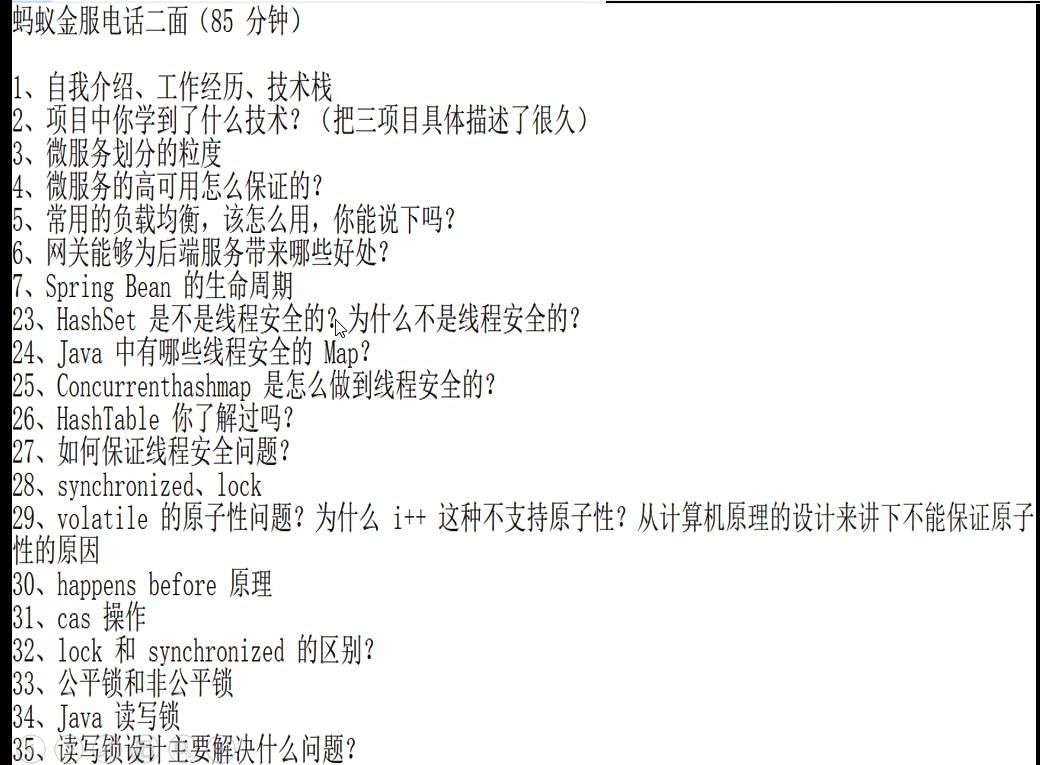 蚂蚁金服电话二面（85 分钟）
1、自我介绍、工作经历、技术栈
2、项目中你学到了什么技术？（把三项目具体描述了很久）
3、微服务划分的粒度
4、微服务的高可用怎么保证的？
5、常用的负载均衡，该怎么用，你能说下吗？
6、网关能够为后端服务带来哪些好处？
7、Spring Bean 的生命周期
23、HashSet 是不是线程安全的？为什么不是线程安全的？
24、Java 中有哪些线程安全的 Map？
25、Concurrenthashmap 是怎么做到线程安全的？
26、HashTable 你了解过吗？
27、如何保证线程安全问题？
28、synchronized、lock
29、volatile 的原子性问题？为什么 i++ 这种不支持原子性？从计算机原理的设计来讲下不能保证原子
性的原因
30、happens before 原理
31、cas 操作
32、lock 和 synchronized 的区别？
33、公平锁和非公平锁
34、Java 读写锁
35、读写锁设计主要解决什么问题？